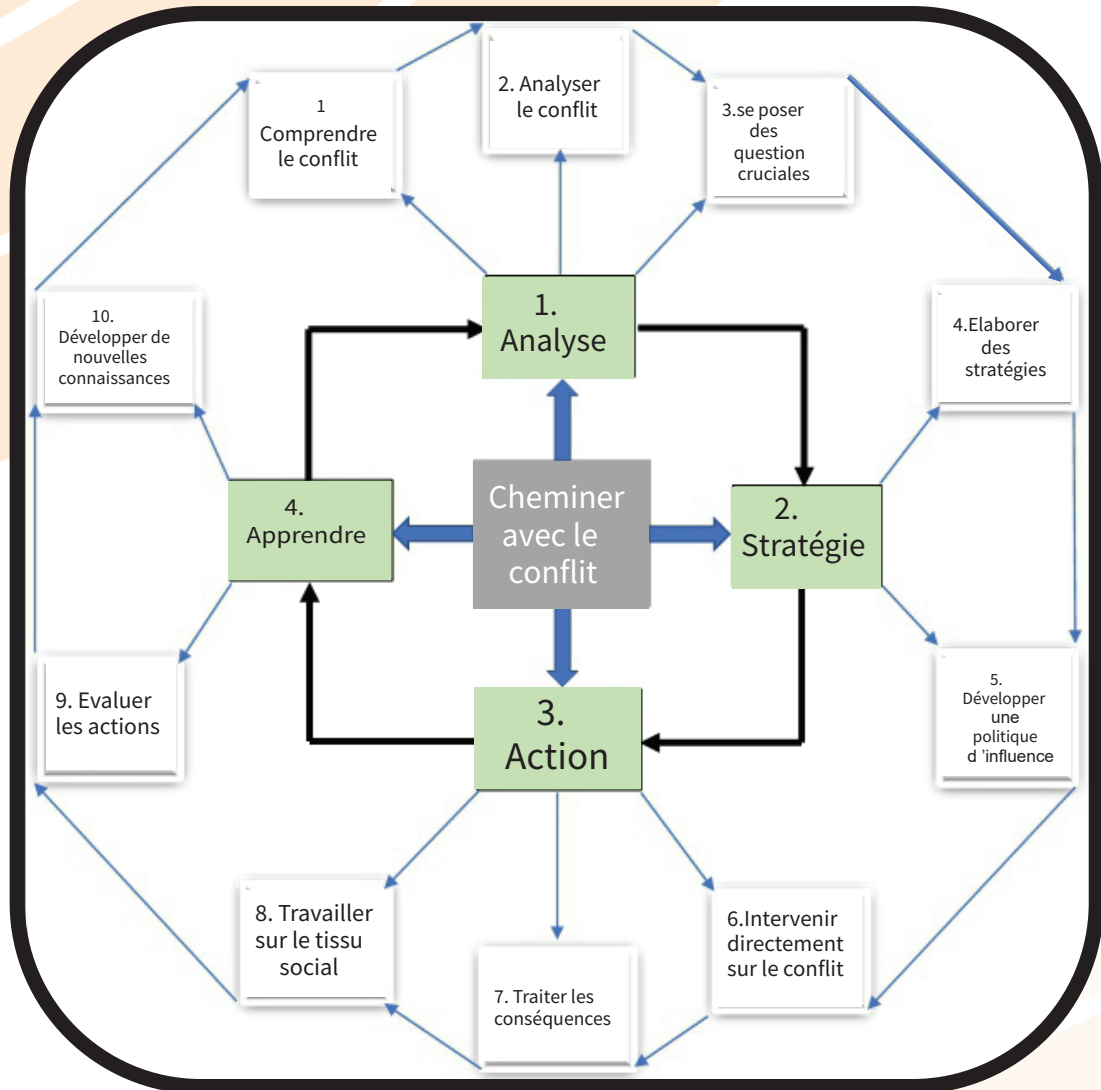 1
Comprendre
le conflit
2. Analyser
le conflit
3.se poser
des
question
cruciales
4.Elaborer
des
stratégies
5.
Développer
une
politique
d 'influence
6.Intervenir
directement
sur le conflit
7. Traiter les
conséquences
8. Travailler
sur le tissu
social
9. Evaluer
les actions
10.
Développer de
nouvelles
connaissances
1.
Analyse
2.
Stratégie
3.
Action
4.
Apprendre
Cheminer
avec le
conflit